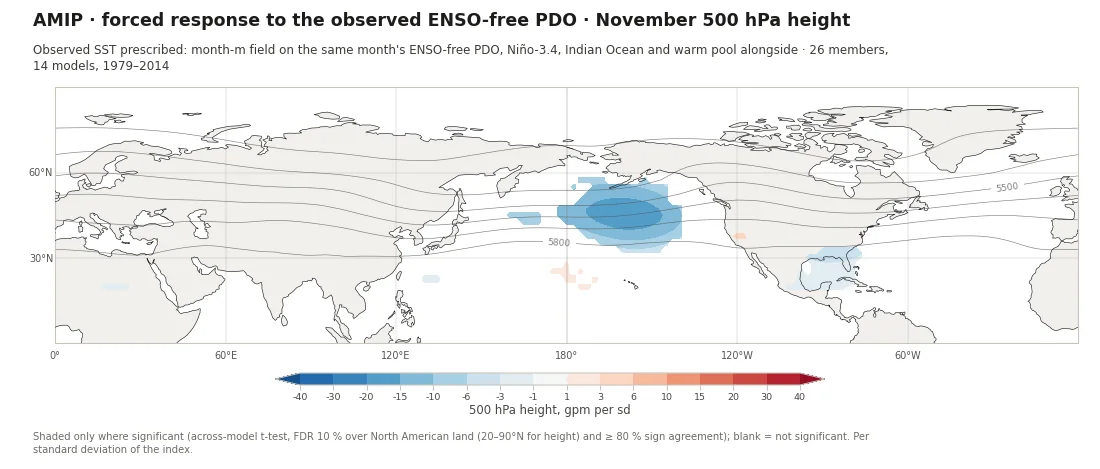 AMIP · forced response to the observed ENSO-free PDO · November 500 hPa height
Observed SST prescribed: month-m field on the same month's ENSO-free PDO, Niño-3.4, Indian Ocean and warm pool alongside · 26 members,
14 models, 1979–2014
60°N
30°N
5500
5800
0°
60°E
120°E
180°
120°W
60°W
-40
-30
-20
-15
-10
-6
-3
-1
1
3
6
10
15
20
30
40
500 hPa height, gpm per sd
Shaded only where significant (across-model t-test, FDR 10 % over North American land (20–90°N for height) and ≥ 80 % sign agreement); blank = not significant. Per
standard deviation of the index.